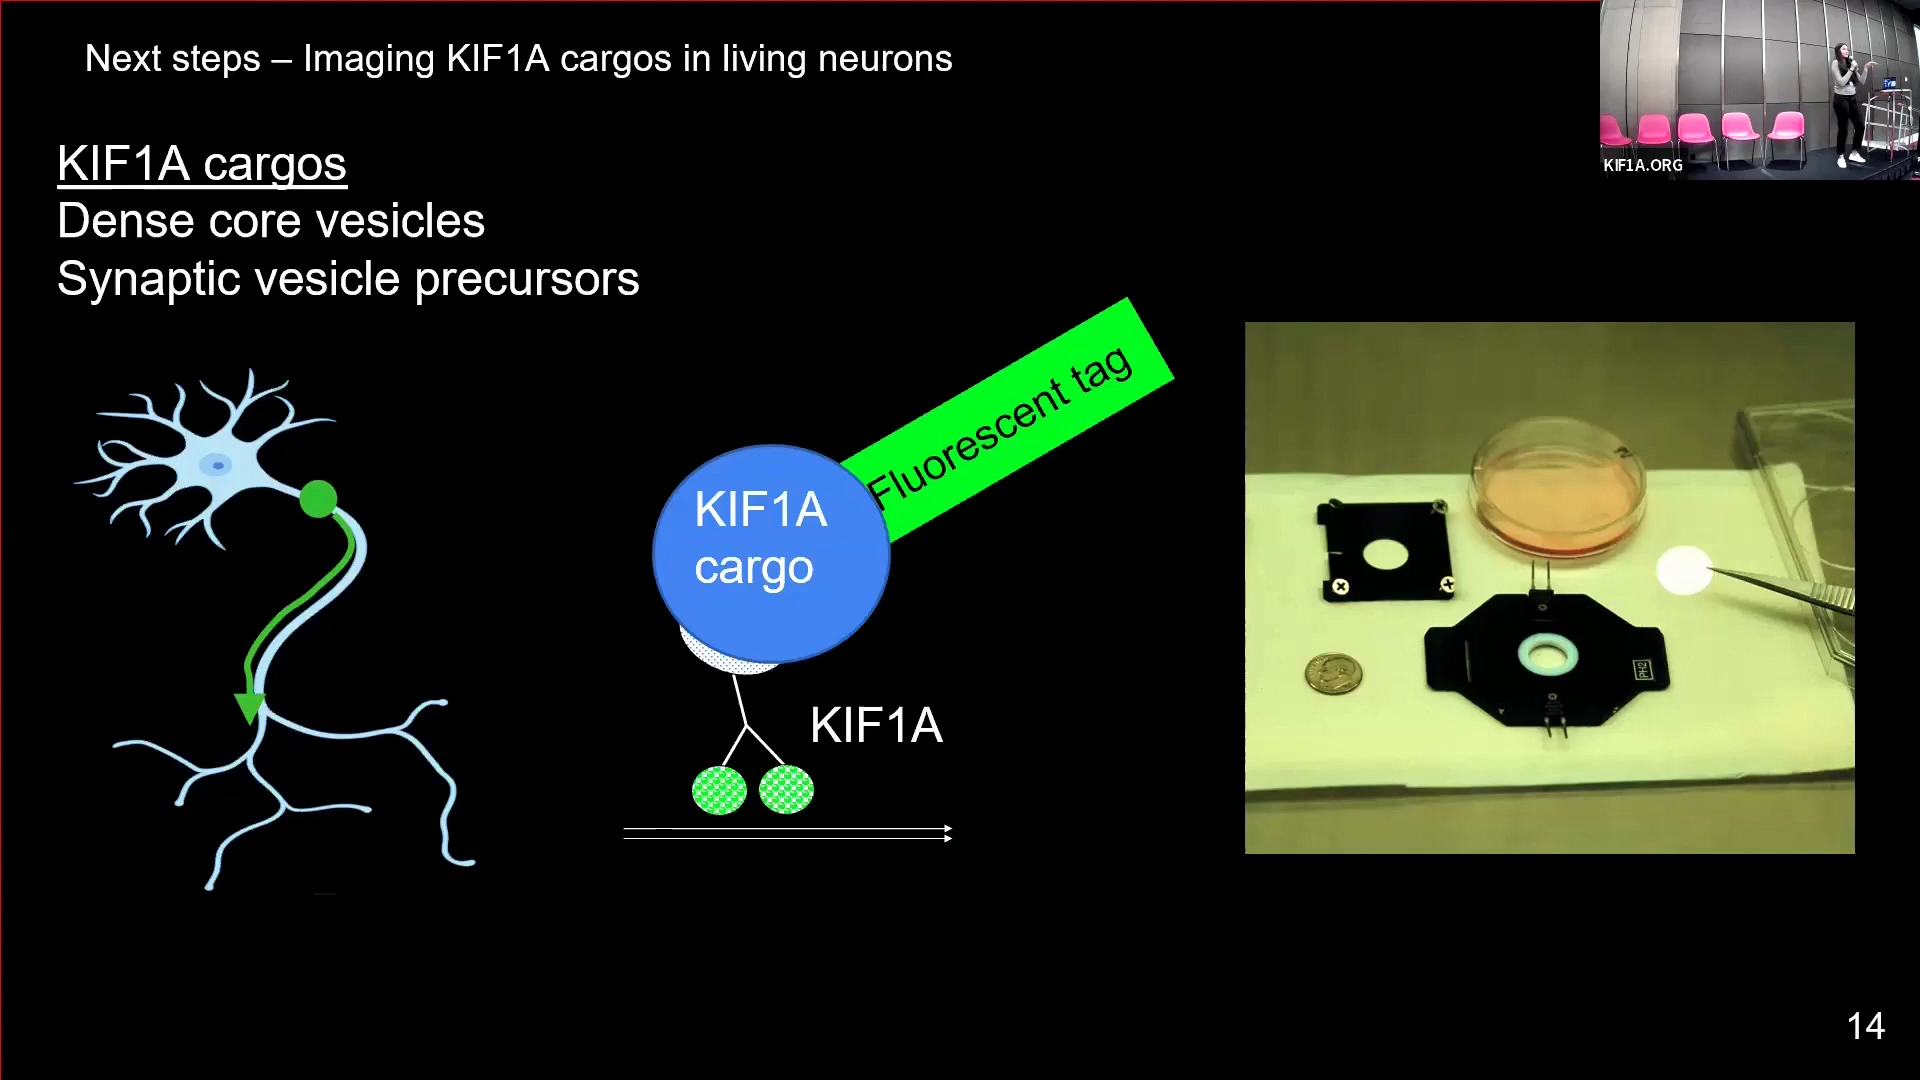 Next steps – Imaging KIF1A cargos in living neurons
KIF1A.ORG
KIF1A cargos
Dense core vesicles
Synaptic vesicle precursors
Fluorescent tag
KIF1A
cargo
KIF1A
PH2
14